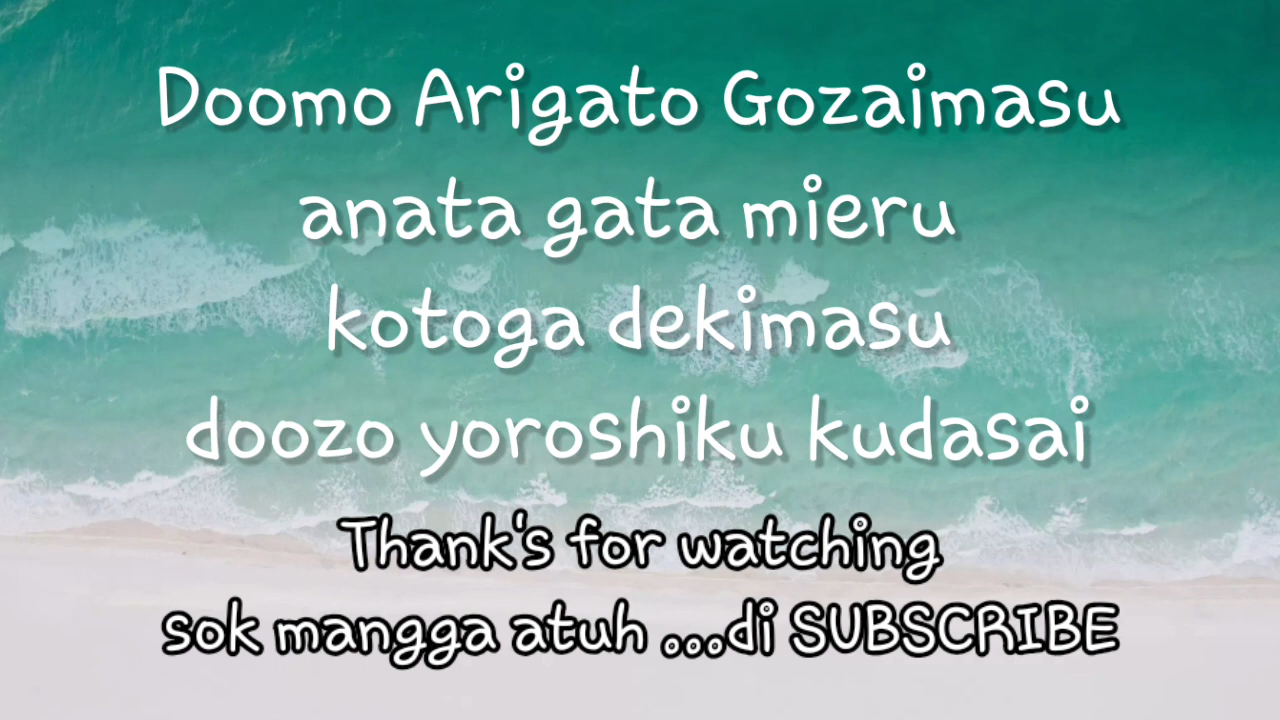 Doomo Arigato Gozaimasu
anata gata mieru
kotoga dekimasu
doozo yoroshiku kudasai
Thank's for watching
sok mangga atuh ...di SUBSCRIBE